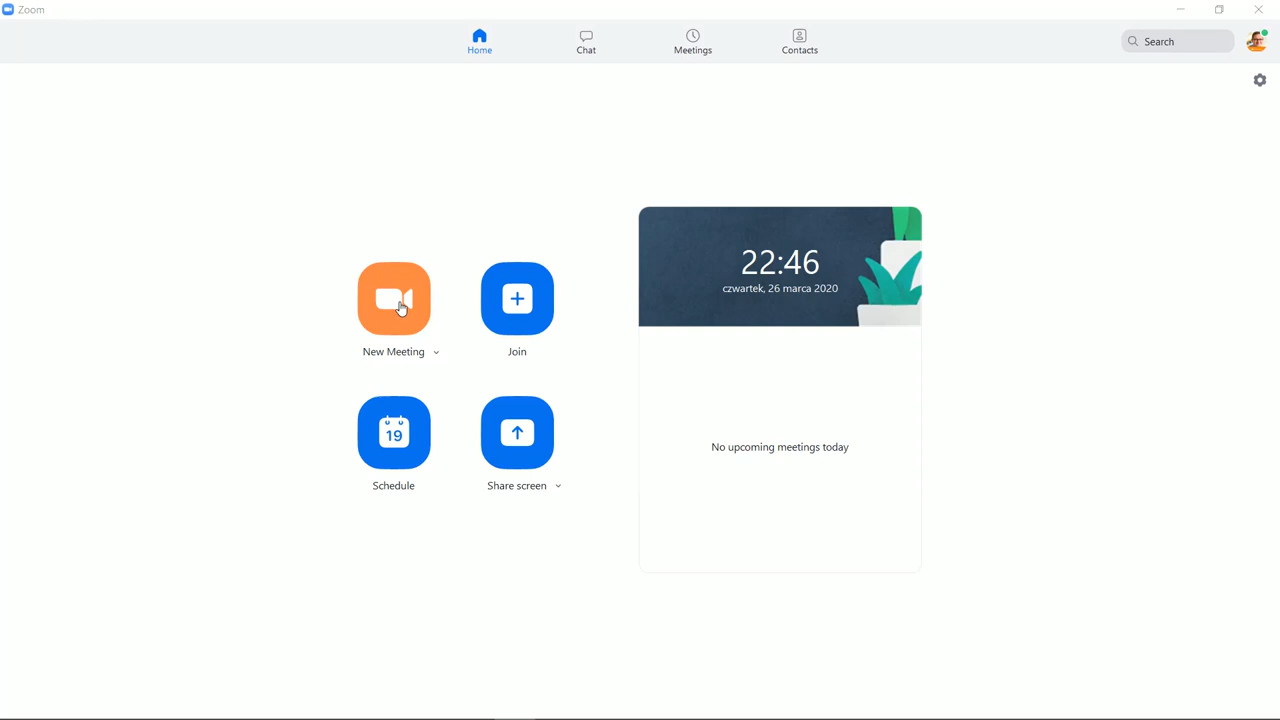 Zoom
Home
Chat
Meetings
Contacts
Search
22:46
czwartek, 26 marca 2020
New Meeting
Join
19
Schedule
Share screen
No upcoming meetings today